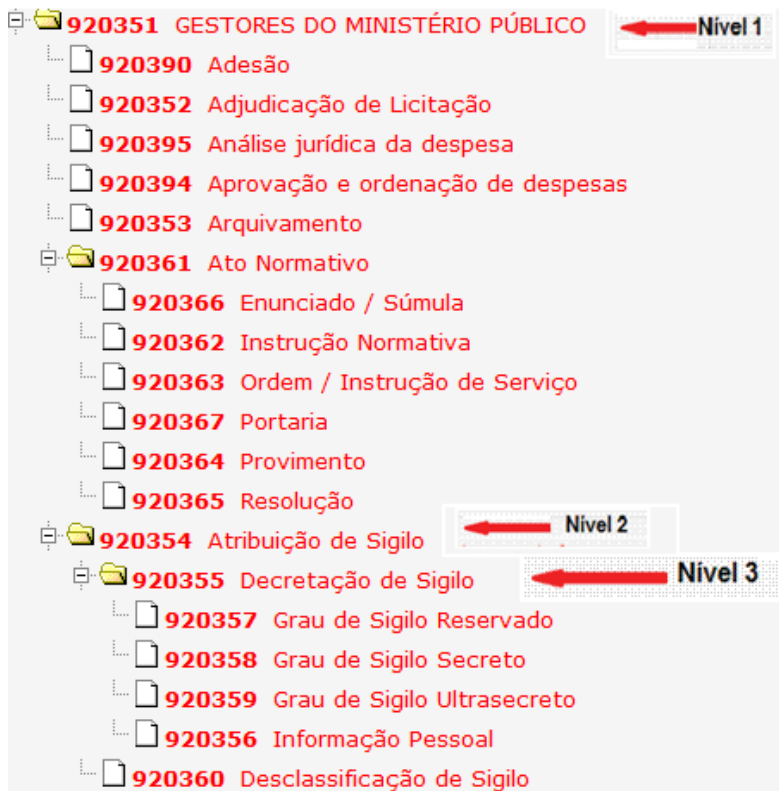 920351 GESTORES DO MINISTÉRIO PÚBLICO Nível 1
920390 Adesão
920352 Adjudicação de Licitação
920395 Análise jurídica da despesa
920394 Aprovação e ordenação de despesas
920353 Arquivamento
920361 Ato Normativo
920366 Enunciado / Súmula
920362 Instrução Normativa
920363 Ordem / Instrução de Serviço
920367 Portaria
920364 Provimento
920365 Resolução
920354 Atribuição de Sigilo Nível 2
920355 Decretação de Sigilo Nível 3
920357 Grau de Sigilo Reservado
920358 Grau de Sigilo Secreto
920359 Grau de Sigilo Ultrasecreto
920356 Informação Pessoal
920360 Desclassificação de Sigilo